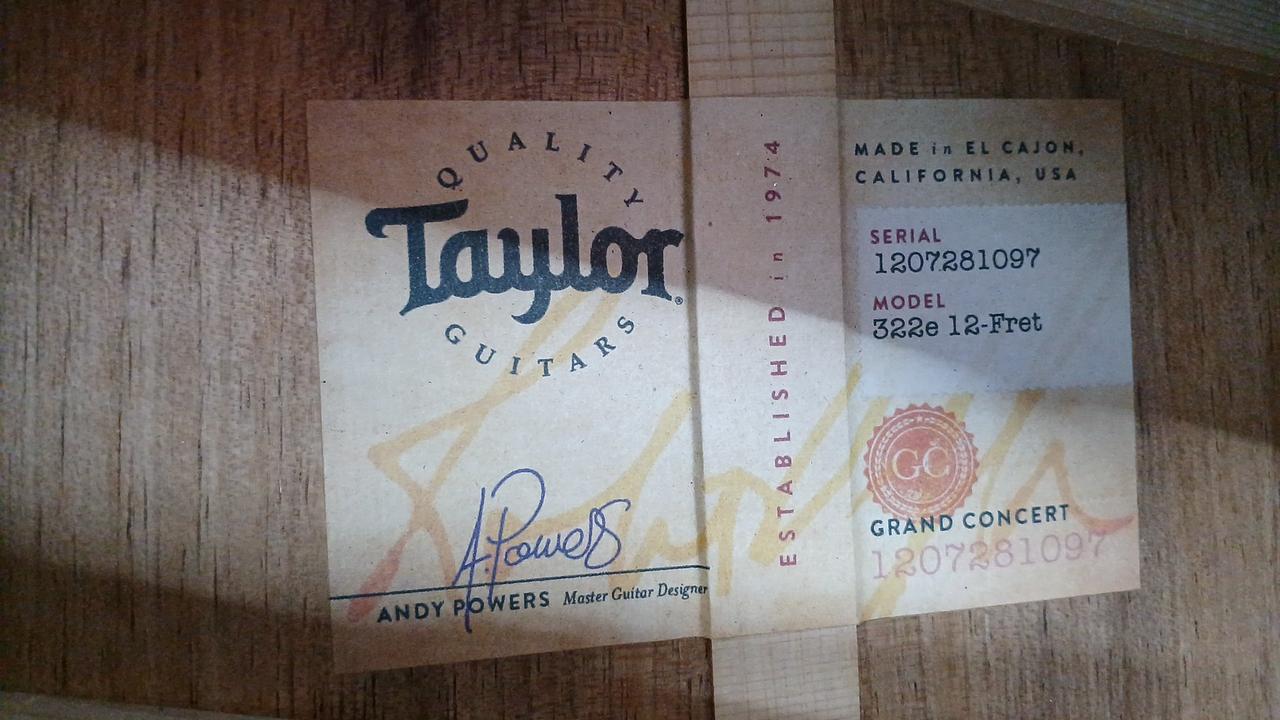 QUALITY
Taylor®
GUITARS
A. Powers
ANDY POWERS Master Guitar Designer
ESTABLISHED in 1974
MADE in EL CAJON,
CALIFORNIA, USA
SERIAL
1207281097
MODEL
322e 12-Fret
GC
GRAND CONCERT
1207281097